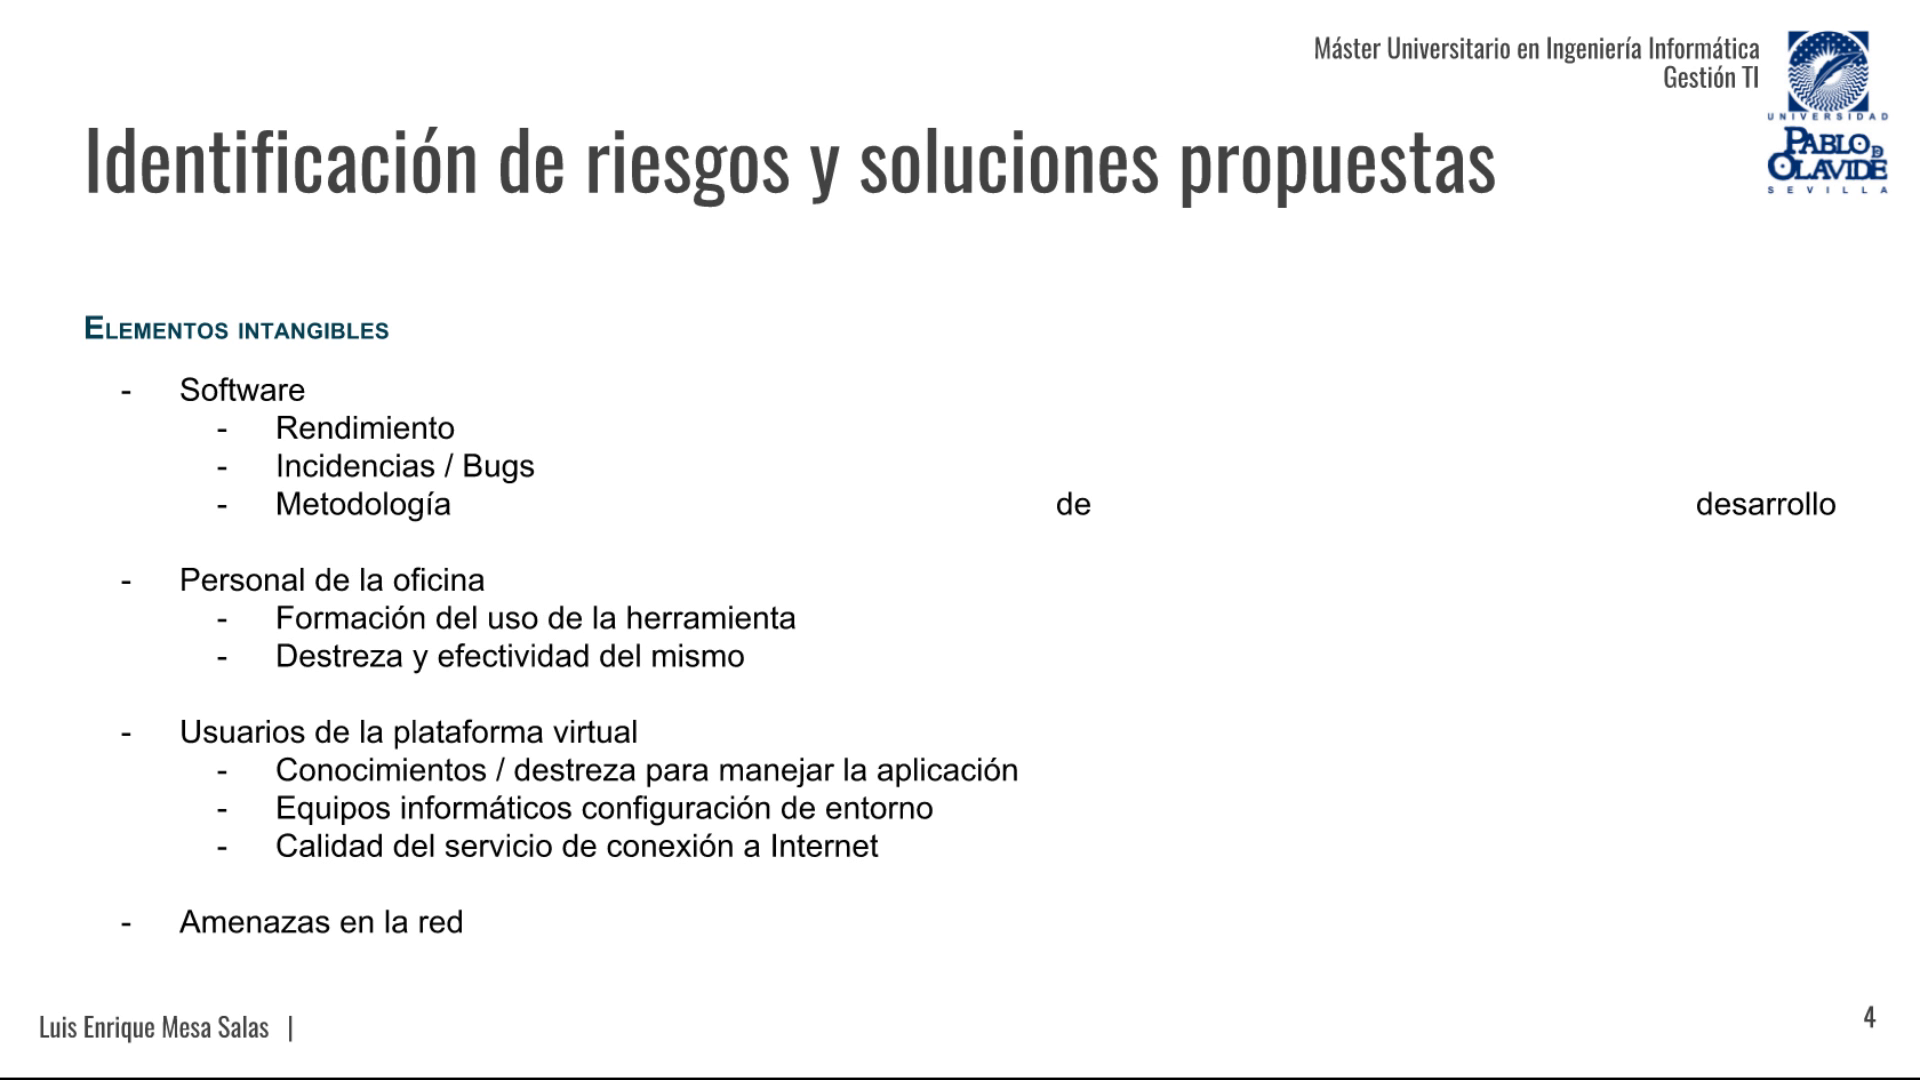 Máster Universitario en Ingeniería Informática
Gestión TI
UNIVERSIDAD
PABLO DE
OLAVIDE
SEVILLA
Identificación de riesgos y soluciones propuestas
ELEMENTOS INTANGIBLES
- Software
- Rendimiento
- Incidencias / Bugs
- Metodología de desarrollo
- Personal de la oficina
- Formación del uso de la herramienta
- Destreza y efectividad del mismo
- Usuarios de la plataforma virtual
- Conocimientos / destreza para manejar la aplicación
- Equipos informáticos configuración de entorno
- Calidad del servicio de conexión a Internet
- Amenazas en la red
Luis Enrique Mesa Salas |
4